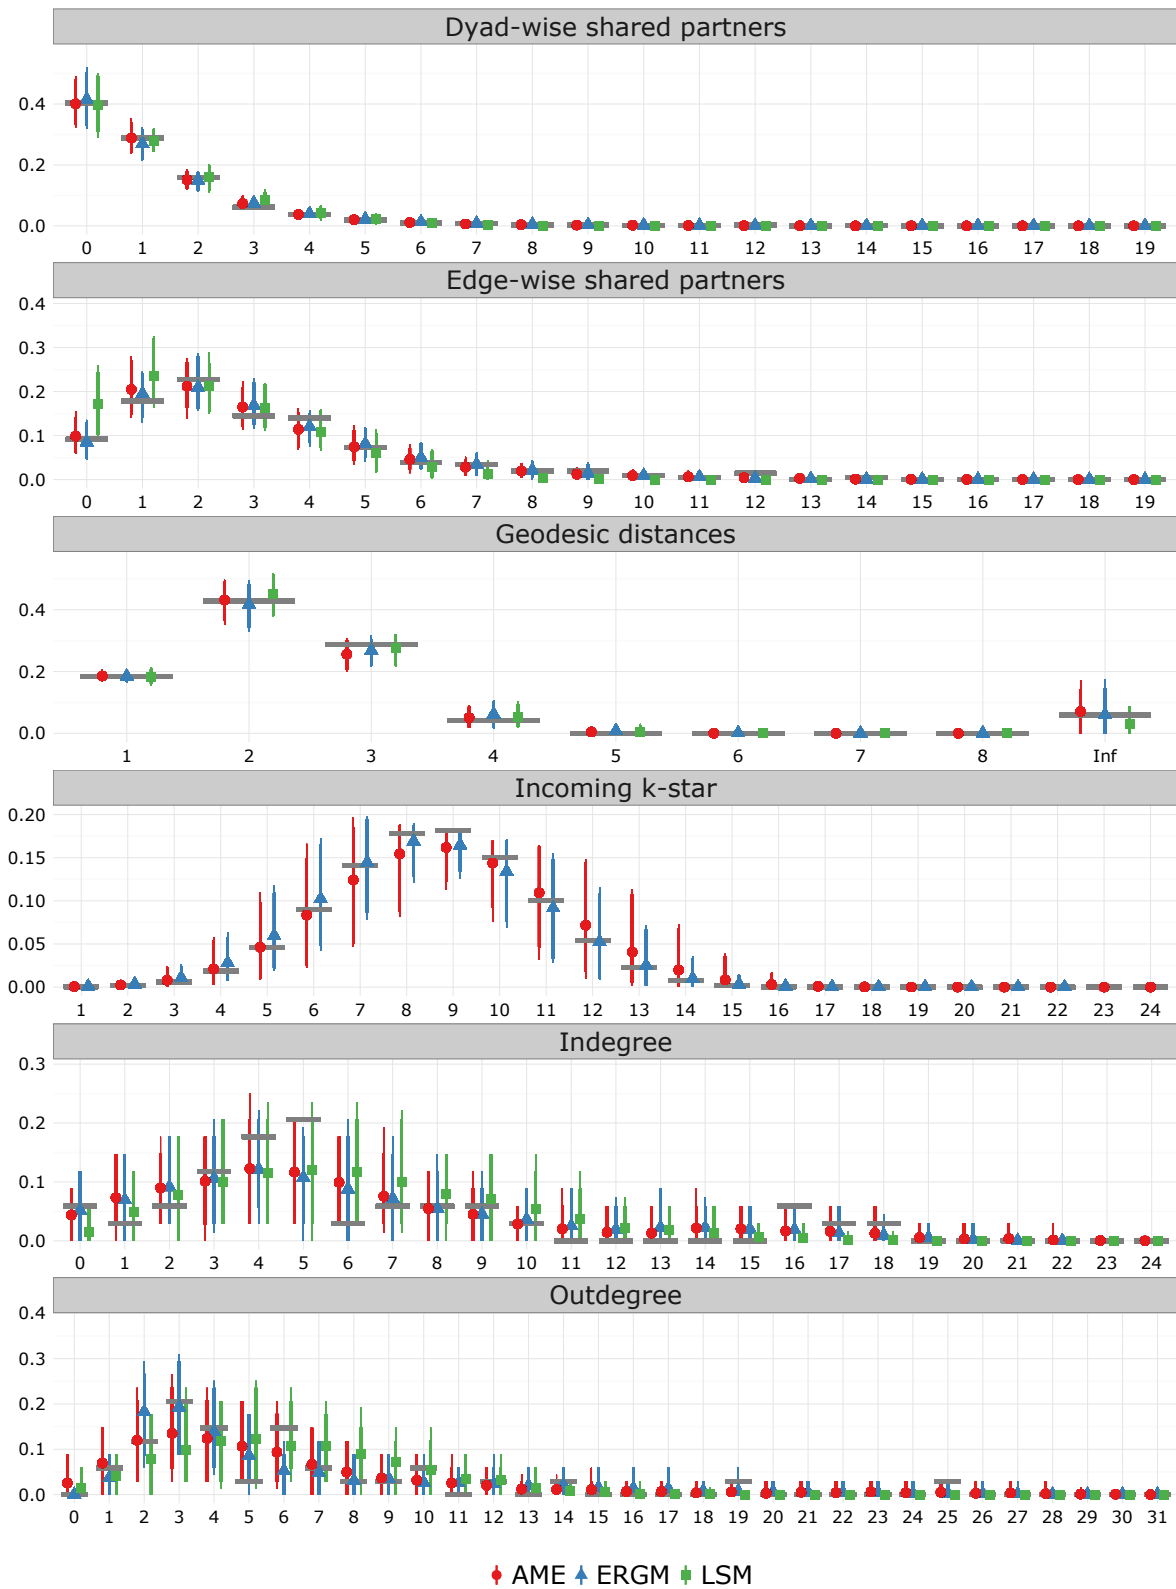 Dyad-wise shared partners
0.4
0.2
0.0
0 1 2 3 4 5 6 7 8 9 10 11 12 13 14 15 16 17 18 19
Edge-wise shared partners
0.4
0.3
0.2
0.1
0.0
0 1 2 3 4 5 6 7 8 9 10 11 12 13 14 15 16 17 18 19
Geodesic distances
0.4
0.2
0.0
1 2 3 4 5 6 7 8 Inf
Incoming k-star
0.20
0.15
0.10
0.05
0.00
1 2 3 4 5 6 7 8 9 10 11 12 13 14 15 16 17 18 19 20 21 22 23 24
Indegree
0.3
0.2
0.1
0.0
0 1 2 3 4 5 6 7 8 9 10 11 12 13 14 15 16 17 18 19 20 21 22 23 24
Outdegree
0.4
0.3
0.2
0.1
0.0
0 1 2 3 4 5 6 7 8 9 10 11 12 13 14 15 16 17 18 19 20 21 22 23 24 25 26 27 28 29 30 31
AME ERGM LSM